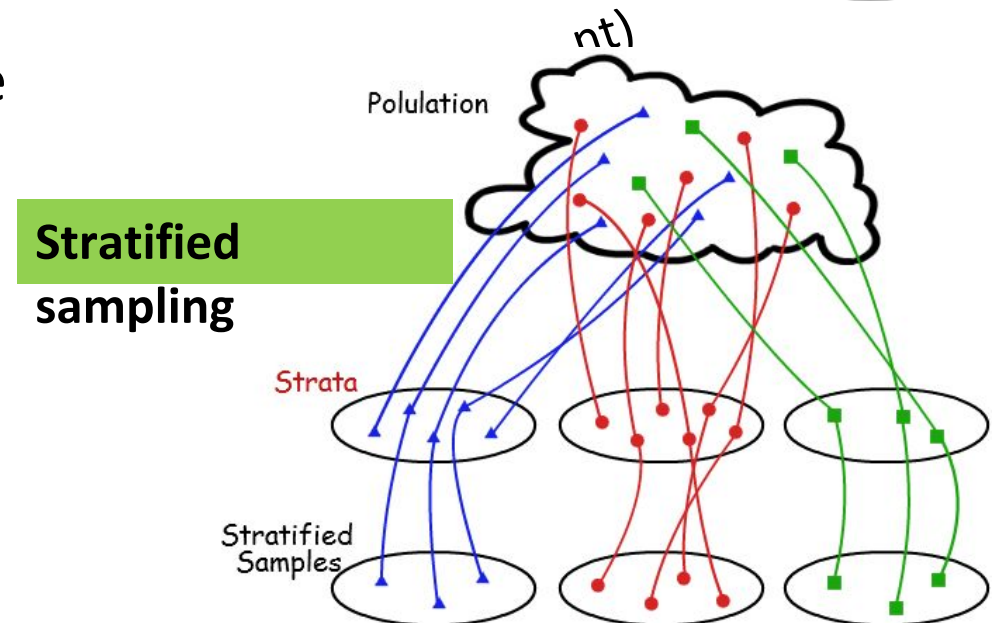 nt)
e
Polulation
Stratified
sampling
Strata
Stratified
Samples